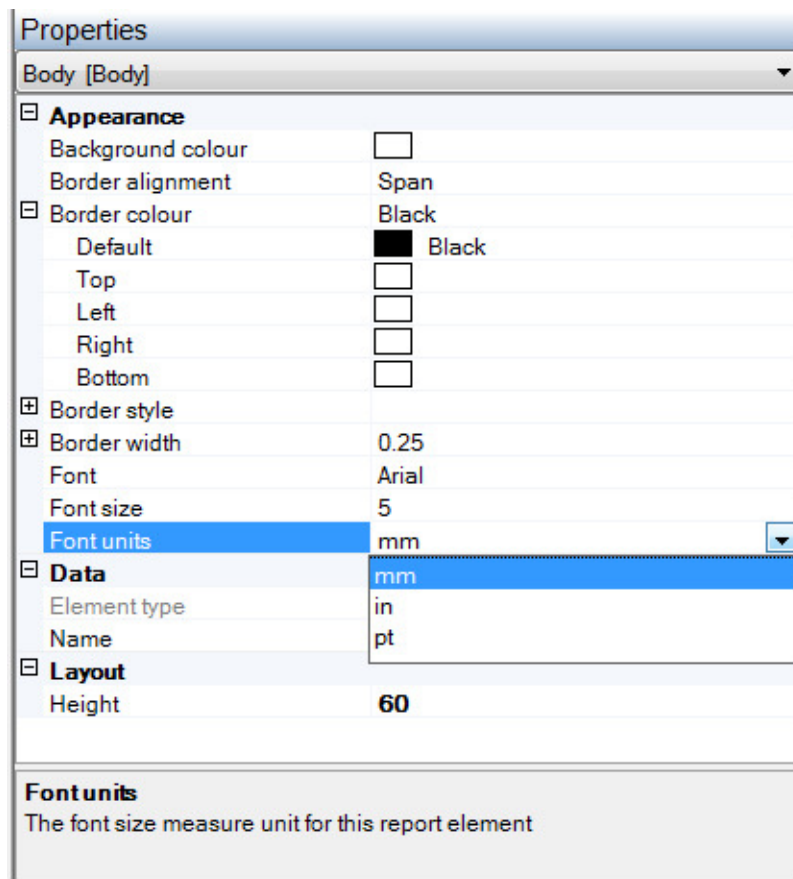 Properties
Body [Body]
Appearance
Background colour
Border alignment Span
Border colour Black
Default Black
Top
Left
Right
Bottom
Border style
Border width 0.25
Font Arial
Font size 5
Font units mm
Data mm
Element type in
Name pt
Layout
Height 60
Font units
The font size measure unit for this report element